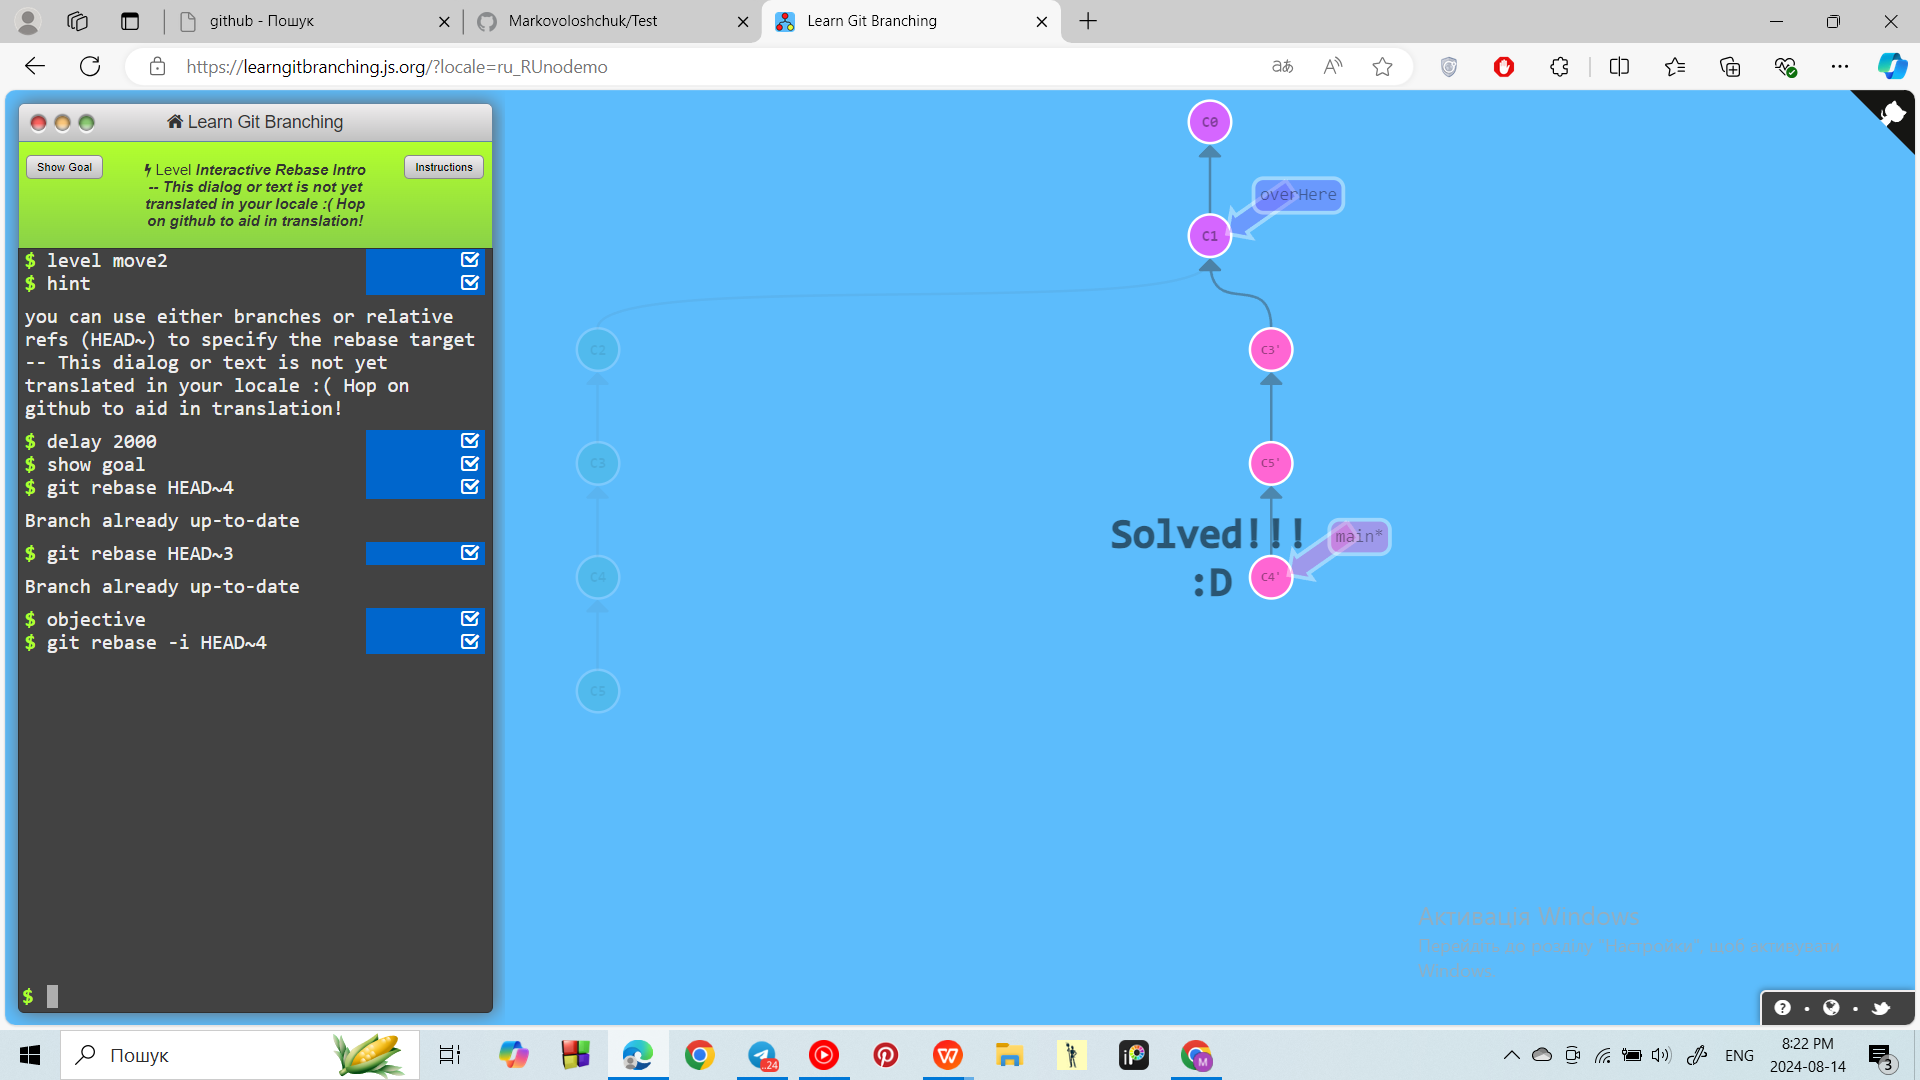 github - Пошук
Markovoloshchuk/Test
Learn Git Branching
https://learngitbranching.js.org/?locale=ru_RUnodemo
Learn Git Branching
Show Goal
Level Interactive Rebase Intro
-- This dialog or text is not yet
translated in your locale :( Hop
on github to aid in translation!
Instructions
$ level move2
$ hint
you can use either branches or relative
refs (HEAD~) to specify the rebase target
-- This dialog or text is not yet
translated in your locale :( Hop on
github to aid in translation!
$ delay 2000
$ show goal
$ git rebase HEAD~4
Branch already up-to-date
$ git rebase HEAD~3
Branch already up-to-date
$ objective
$ git rebase -i HEAD~4
$
C0
overHere
C1
C2
C3'
C3
C5'
Solved!!!
:D
main*
C4
C4'
C5
Активація Windows
Windows.
Пошук
..24
ENG
8:22 PM
2024-08-14
3